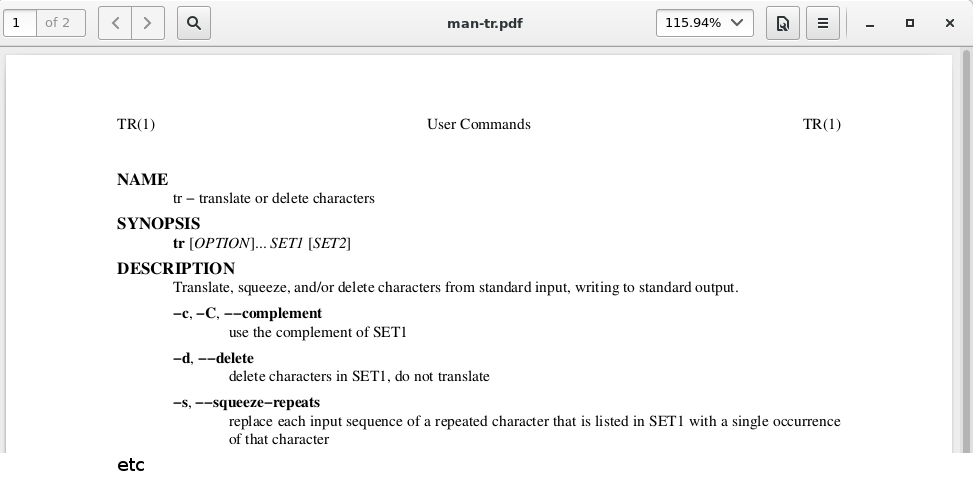 1 of 2 man-tr.pdf 115.94%
TR(1) User Commands TR(1)
NAME
tr − translate or delete characters
SYNOPSIS
tr [OPTION]... SET1 [SET2]
DESCRIPTION
Translate, squeeze, and/or delete characters from standard input, writing to standard output.
−c, −C, −−complement
use the complement of SET1
−d, −−delete
delete characters in SET1, do not translate
−s, −−squeeze−repeats
replace each input sequence of a repeated character that is listed in SET1 with a single occurrence
of that character
etc